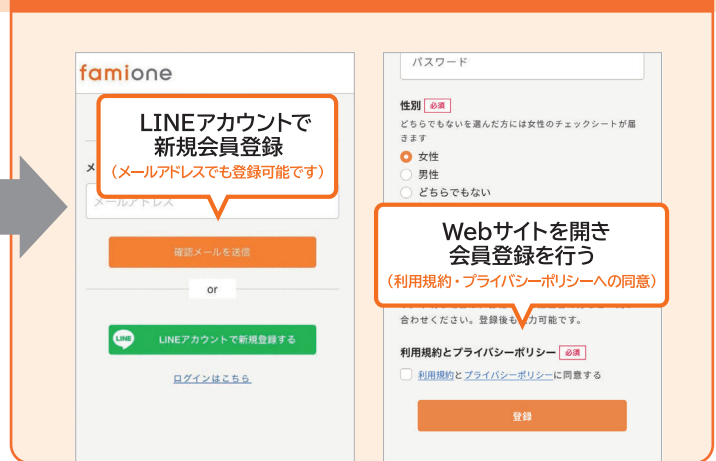 famione
LINEアカウントで
新規会員登録
（メールアドレスでも登録可能です）
メールアドレス
確認メールを送信
or
LINE
LINEアカウントで新規登録する
ログインはこちら
パスワード
性別 必須
どちらでもないを選んだ方には女性のチェックシートが届
きます
女性
男性
どちらでもない
Webサイトを開き
会員登録を行う
（利用規約・プライバシーポリシーへの同意）
合わせください。登録後も 力可能です。
利用規約とプライバシーポリシー 必須
利用規約とプライバシーポリシーに同意する
登録